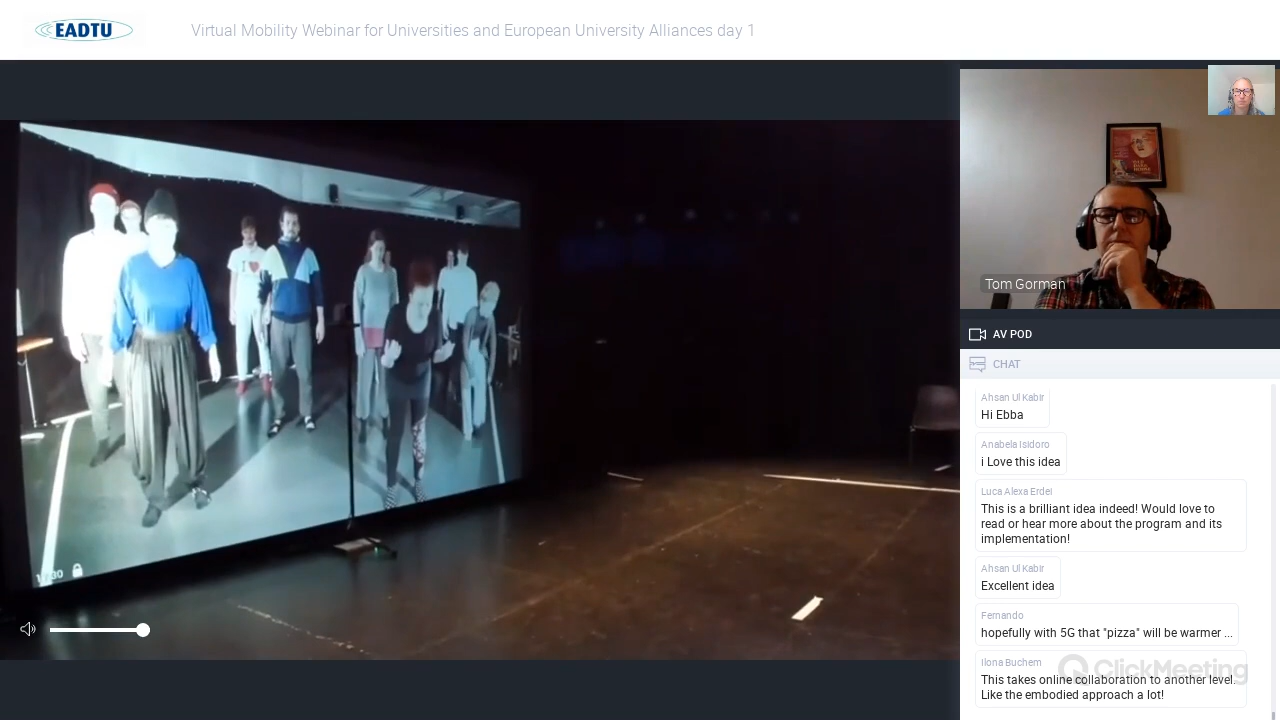 EADTU
Virtual Mobility Webinar for Universities and European University Alliances day 1
Tom Gorman
AV POD
CHAT
Ahsan Ul Kabir
Hi Ebba
Anabela Isidoro
i Love this idea
Luca Alexa Erdei
This is a brilliant idea indeed! Would love to
read or hear more about the program and its
implementation!
Ahsan Ul Kabir
Excellent idea
Fernando
hopefully with 5G that "pizza" will be warmer ...
Ilona Buchem
This takes online collaboration to another level.
Like the embodied approach a lot!
ClickMeeting